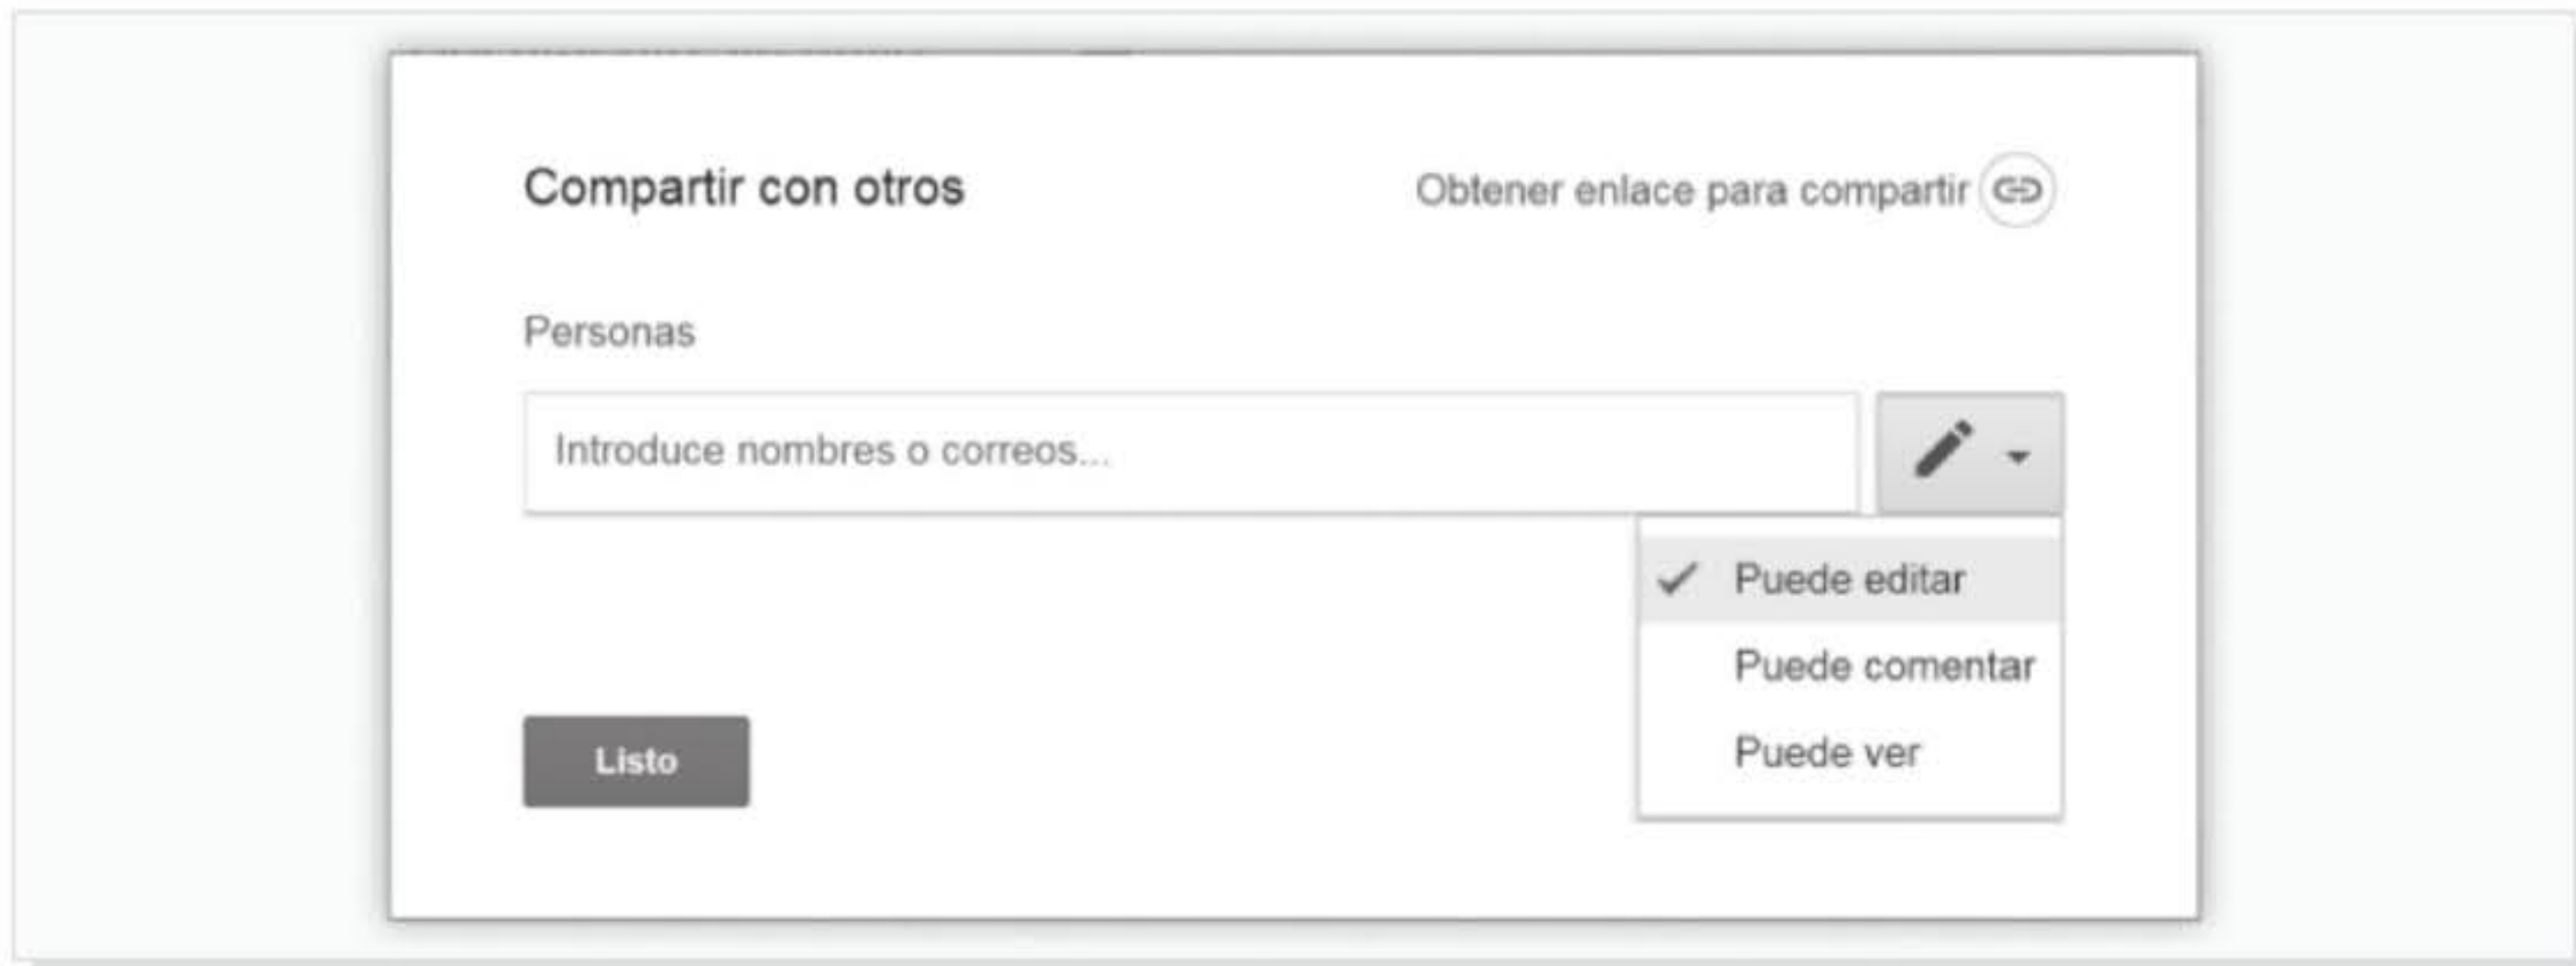 Compartir con otros
Obtener enlace para compartir
Personas
Introduce nombres o correos...
Puede editar
Puede comentar
Puede ver
Listo